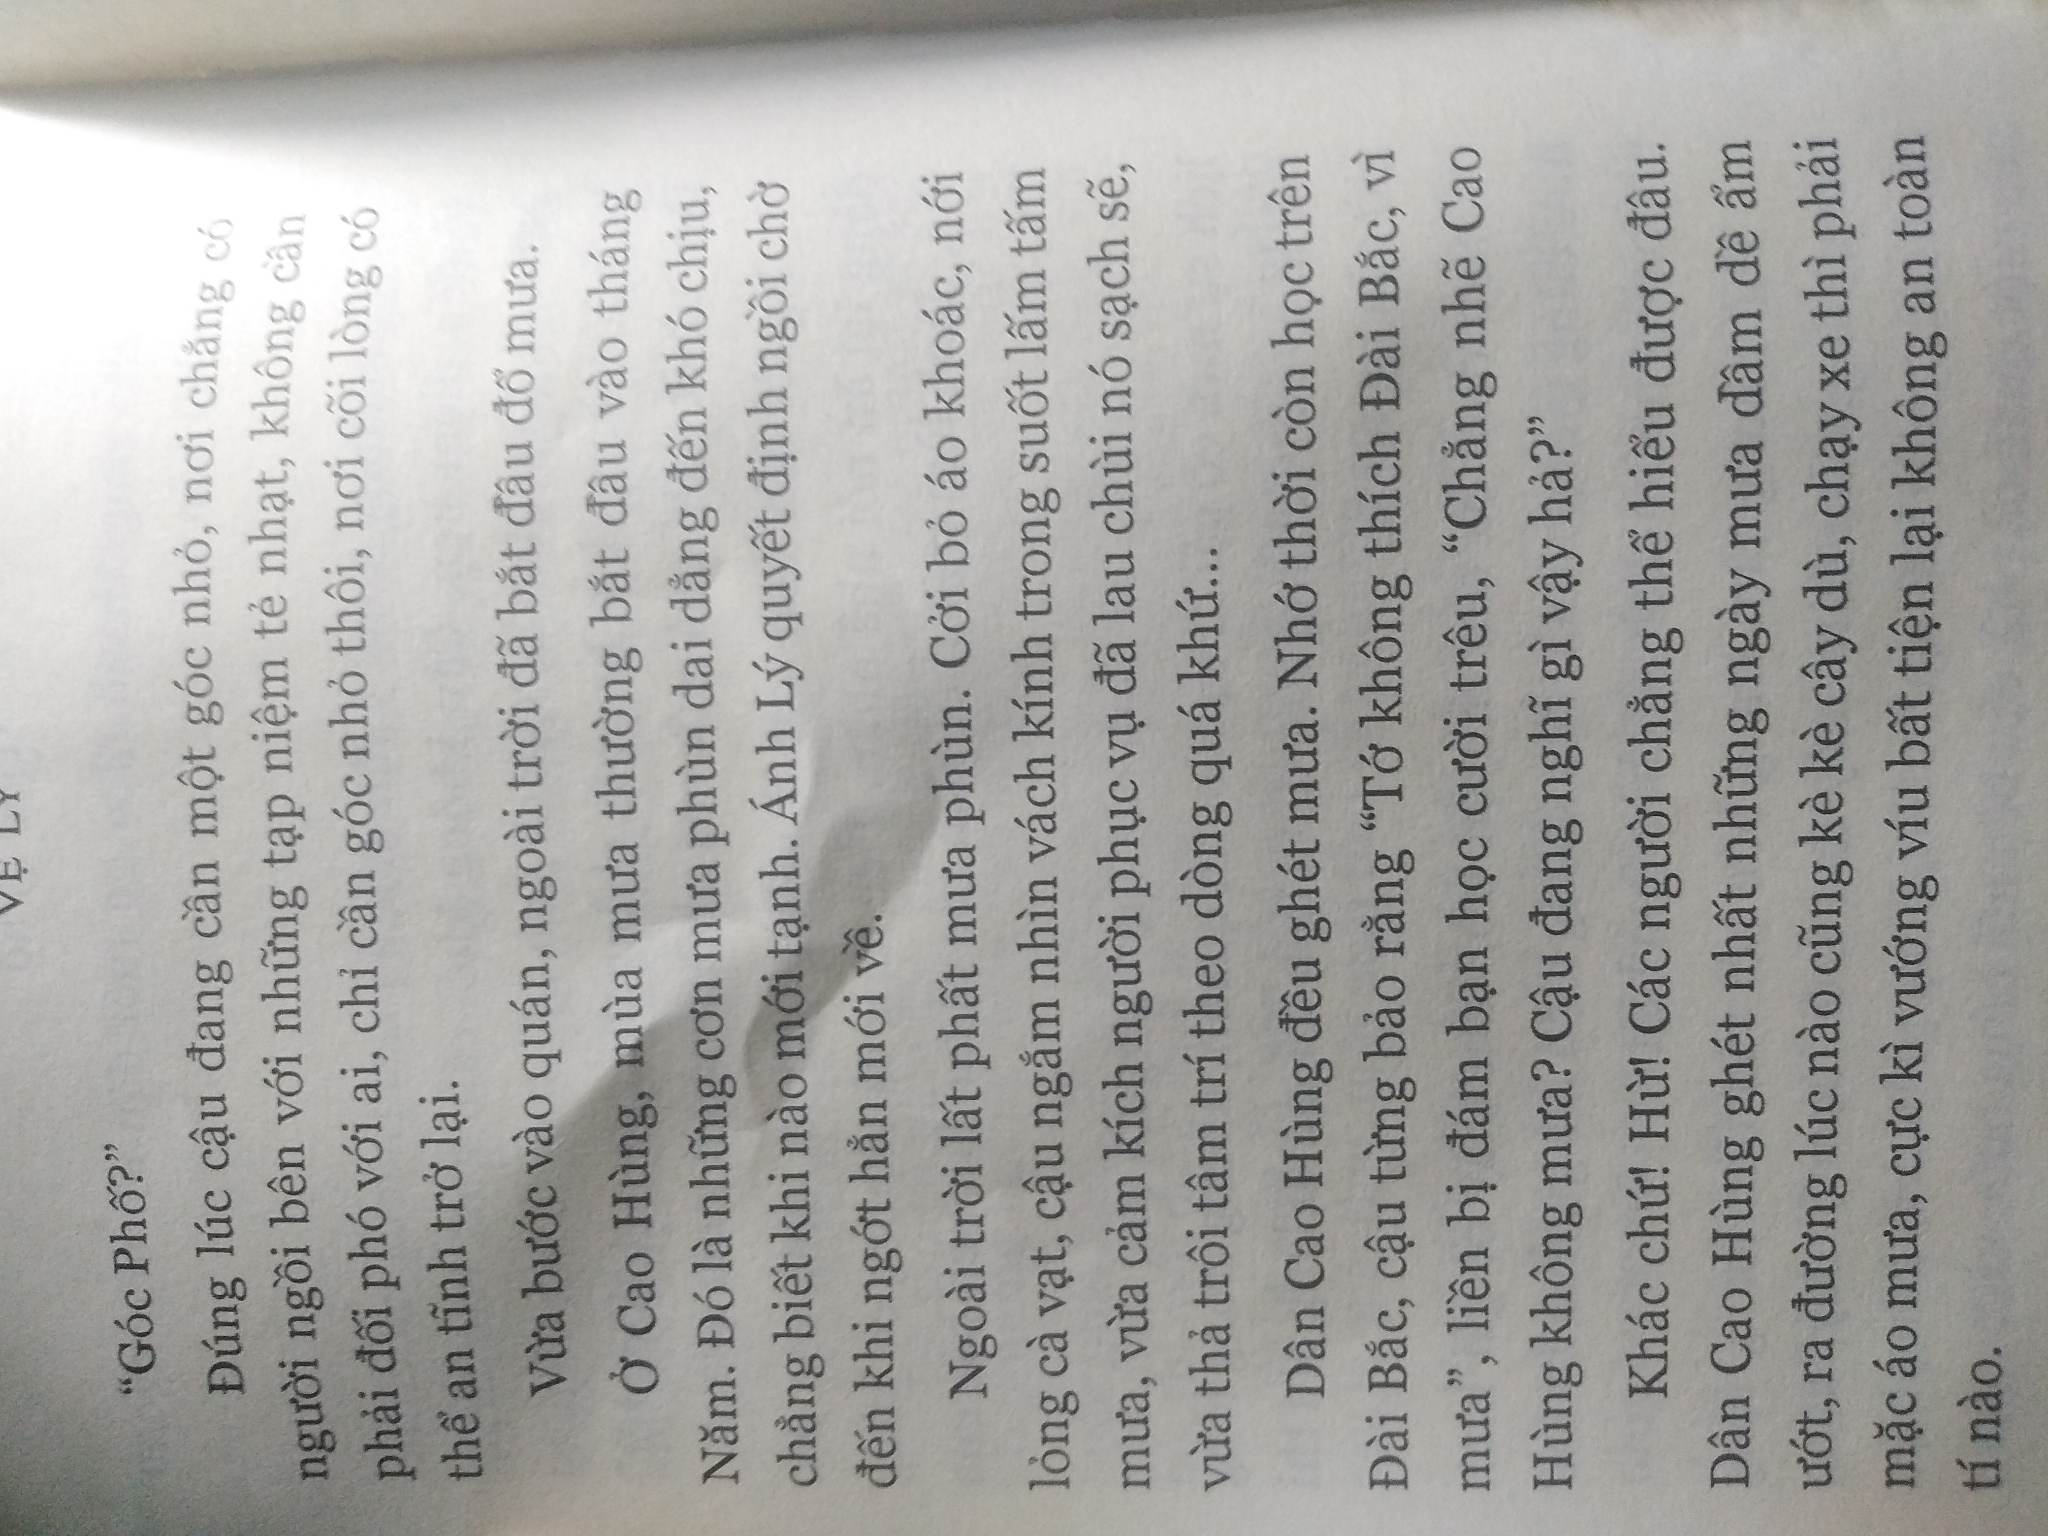 VỆ LÝ
“Góc Phố?”
Đúng lúc cậu đang cần một góc nhỏ, nơi chẳng có
người ngồi bên với những tạp niệm tẻ nhạt, không cần
phải đối phó với ai, chỉ cần góc nhỏ thôi, nơi cõi lòng có
thể an tĩnh trở lại.
Vừa bước vào quán, ngoài trời đã bắt đầu đổ mưa.
Ở Cao Hùng, mùa mưa thường bắt đầu vào tháng
Năm. Đó là những cơn mưa phùn dai dẳng đến khó chịu,
chẳng biết khi nào mới tạnh. Ánh Lý quyết định ngồi chờ
đến khi ngớt hẳn mới về.
Ngoài trời lất phất mưa phùn. Cởi bỏ áo khoác, nới
lỏng cà vạt, cậu ngắm nhìn vách kính trong suốt lấm tấm
mưa, vừa cảm kích người phục vụ đã lau chùi nó sạch sẽ,
vừa thả trôi tâm trí theo dòng quá khứ...
Dân Cao Hùng đều ghét mưa. Nhớ thời còn học trên
Đài Bắc, cậu từng bảo rằng “Tớ không thích Đài Bắc, vì
mưa”, liền bị đám bạn học cười trêu, “Chẳng nhẽ Cao
Hùng không mưa? Cậu đang nghĩ gì vậy hả?”
Khác chứ! Hừ! Các người chẳng thể hiểu được đâu.
Dân Cao Hùng ghét nhất những ngày mưa dầm dề ẩm
ướt, ra đường lúc nào cũng kè kè cây dù, chạy xe thì phải
mặc áo mưa, cực kì vướng víu bất tiện lại không an toàn
tí nào.